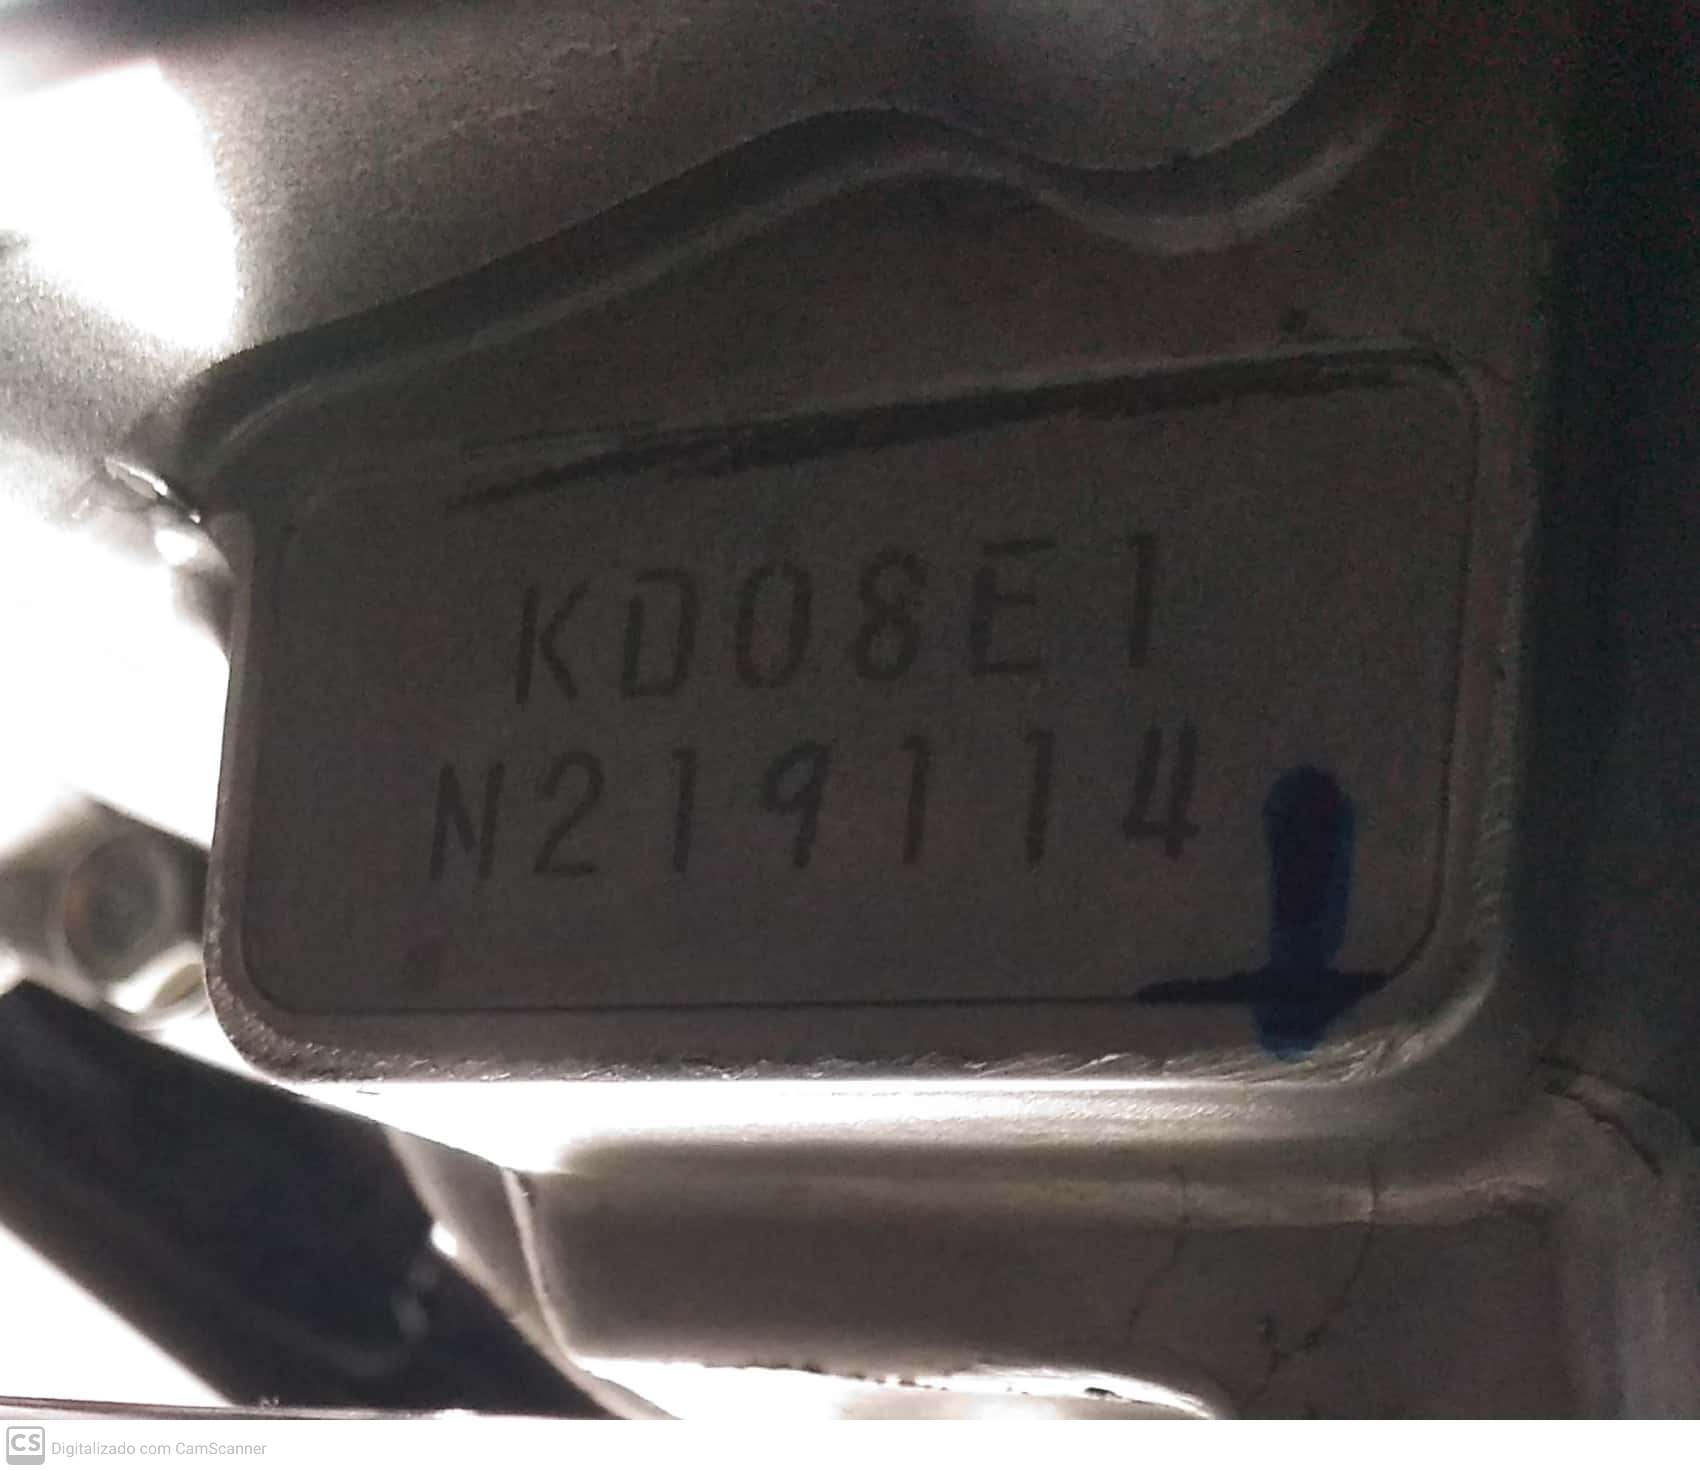 KD08E1
N219114
CS Digitalizado com CamScanner